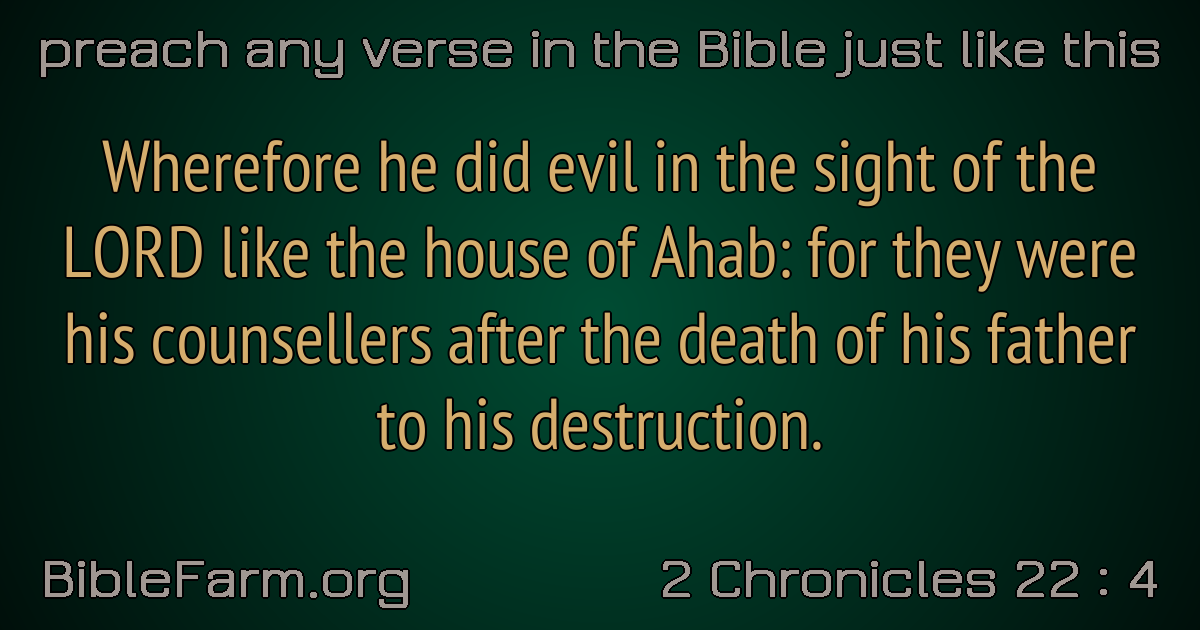 preach any verse in the Bible just like this
Wherefore he did evil in the sight of the
LORD like the house of Ahab: for they were
his counsellers after the death of his father
to his destruction.
BibleFarm.org
2 Chronicles 22 : 4